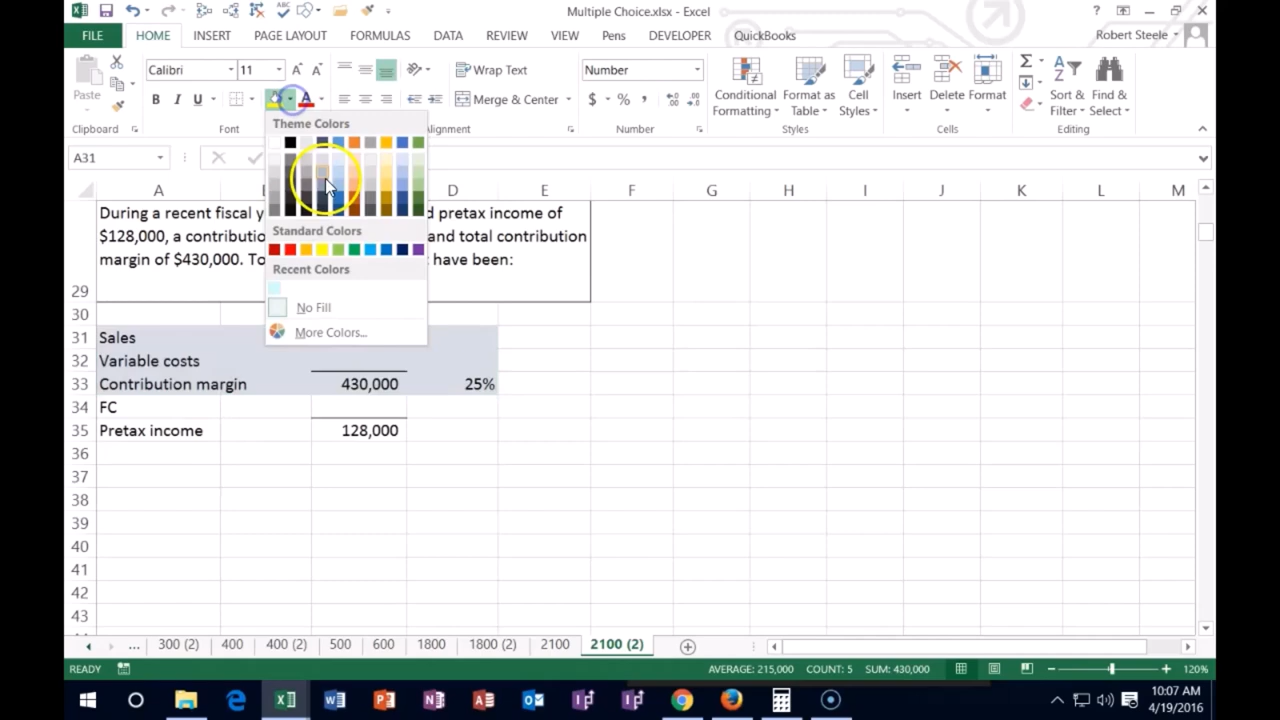 Multiple Choice.xlsx - Excel
FILE HOME INSERT PAGE LAYOUT FORMULAS DATA REVIEW VIEW Pens DEVELOPER QuickBooks Robert Steele
Paste
Calibri 11
Wrap Text
Number
B I U
Merge & Center
$ % ,
Conditional Formatting
Format as Table
Cell Styles
Insert
Delete
Format
Sort & Filter
Find & Select
Clipboard Font Alignment Number Styles Cells Editing
A31
Theme Colors
Standard Colors
Recent Colors
No Fill
More Colors...
A D E F G H I J K L M
During a recent fiscal y d pretax income of
$128,000, a contributio and total contribution
margin of $430,000. To have been:
29
30
31 Sales
32 Variable costs
33 Contribution margin 430,000 25%
34 FC
35 Pretax income 128,000
36
37
38
39
40
41
42
43
... 300 (2) 400 400 (2) 500 600 1800 1800 (2) 2100 2100 (2)
READY AVERAGE: 215,000 COUNT: 5 SUM: 430,000 120%
10:07 AM
4/19/2016